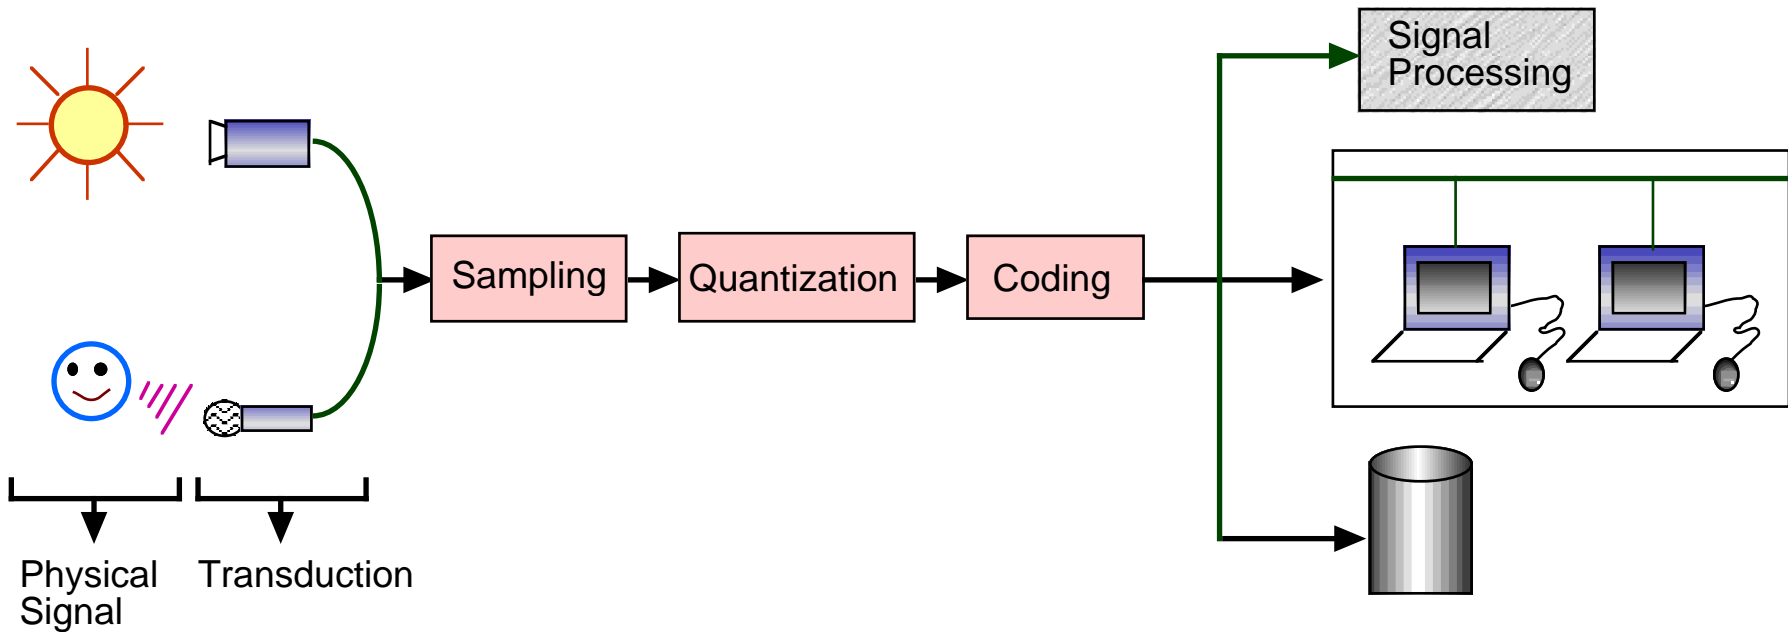 Signal
Processing
Sampling
Quantization
Coding
Physical
Signal
Transduction